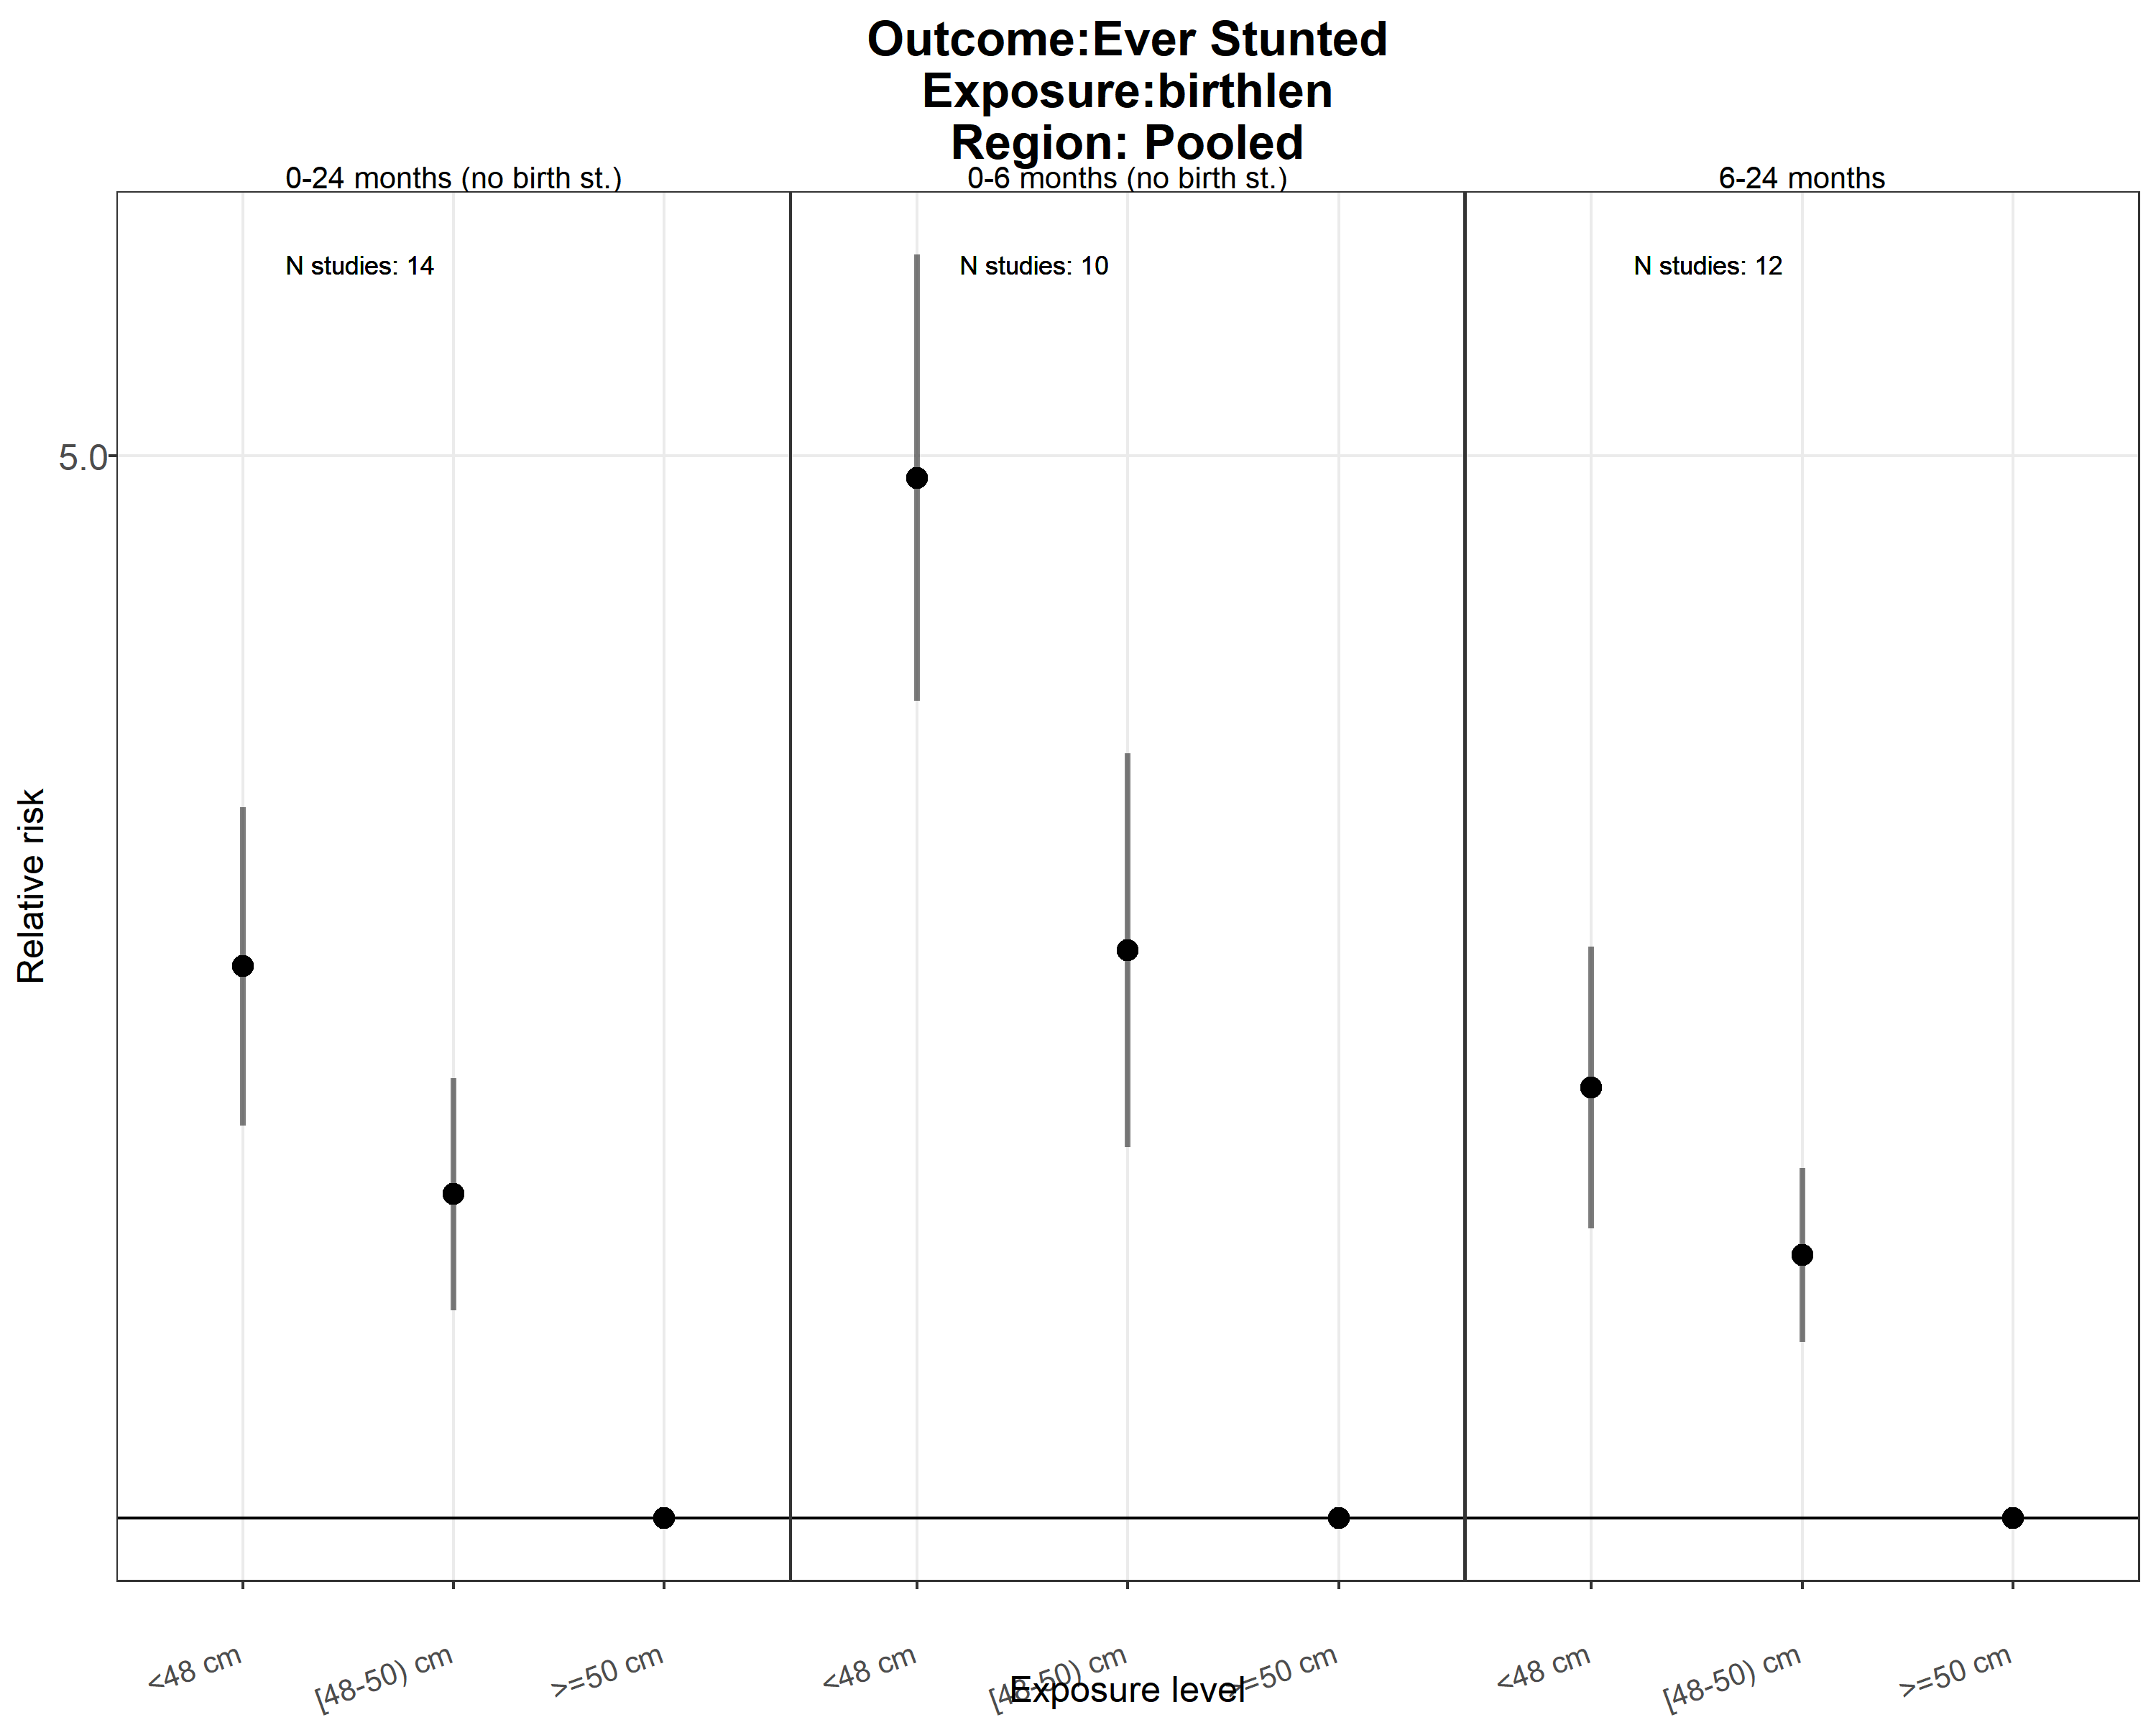 Outcome:Ever Stunted
Exposure:birthlen
Region: Pooled
0-24 months (no birth st.)
0-6 months (no birth st.)
6-24 months
N studies: 14
N studies: 10
N studies: 12
5.0
Relative risk
<48 cm
[48-50) cm
>=50 cm
<48 cm
[48-50) cm
>=50 cm
<48 cm
[48-50) cm
>=50 cm
Exposure level